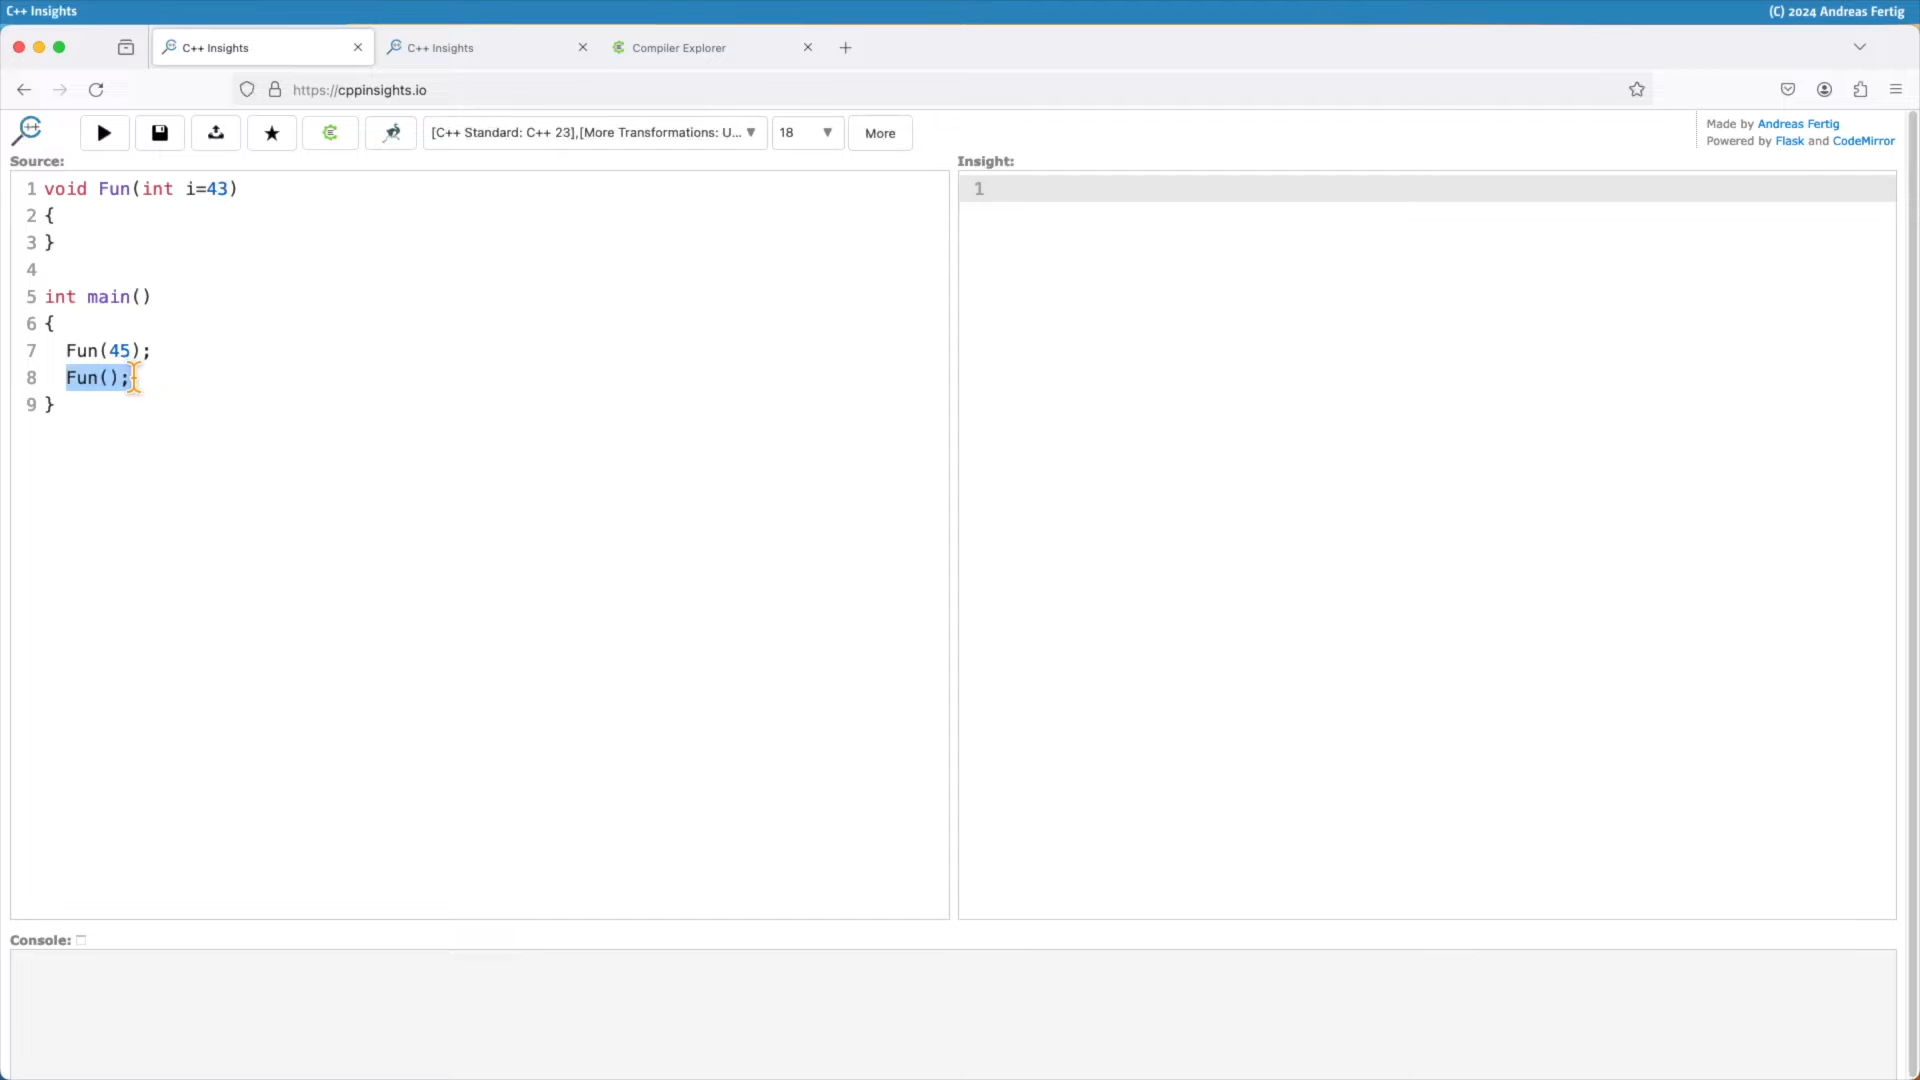 C++ Insights
(C) 2024 Andreas Fertig
C++ Insights
C++ Insights
Compiler Explorer
https://cppinsights.io
[C++ Standard: C++ 23],[More Transformations: U...
18
More
Made by Andreas Fertig
Powered by Flask and CodeMirror
Source:
1 void Fun(int i=43)
2 {
3 }
4
5 int main()
6 {
7 Fun(45);
8 Fun();
9 }
Insight:
1
Console: